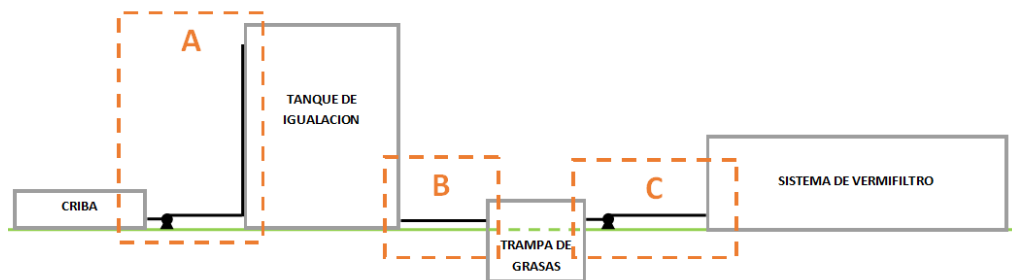 A
TANQUE DE
IGUALACION
B
C
SISTEMA DE VERMIFILTRO
CRIBA
TRAMPA DE
GRASAS